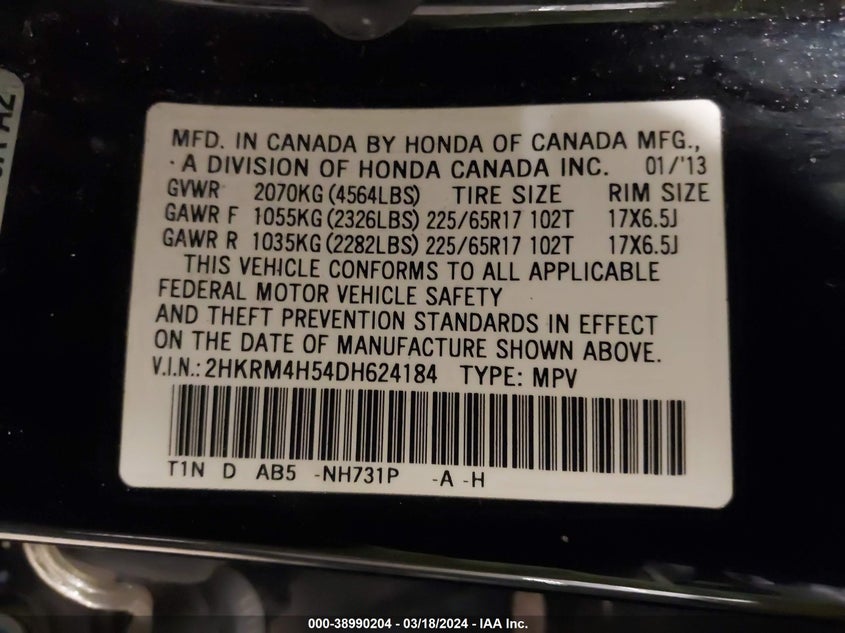 MFD. IN CANADA BY HONDA OF CANADA MFG.,
A DIVISION OF HONDA CANADA INC. 01/'13
GVWR 2070KG (4564LBS) TIRE SIZE RIM SIZE
GAWR F 1055KG (2326LBS) 225/65R17 102T 17X6.5J
GAWR R 1035KG (2282LBS) 225/65R17 102T 17X6.5J
THIS VEHICLE CONFORMS TO ALL APPLICABLE
FEDERAL MOTOR VEHICLE SAFETY
AND THEFT PREVENTION STANDARDS IN EFFECT
ON THE DATE OF MANUFACTURE SHOWN ABOVE.
V.I.N.: 2HKRM4H54DH624184 TYPE: MPV
T1N D AB5 -NH731P -A -H
000-38990204 - 03/18/2024 - IAA Inc.